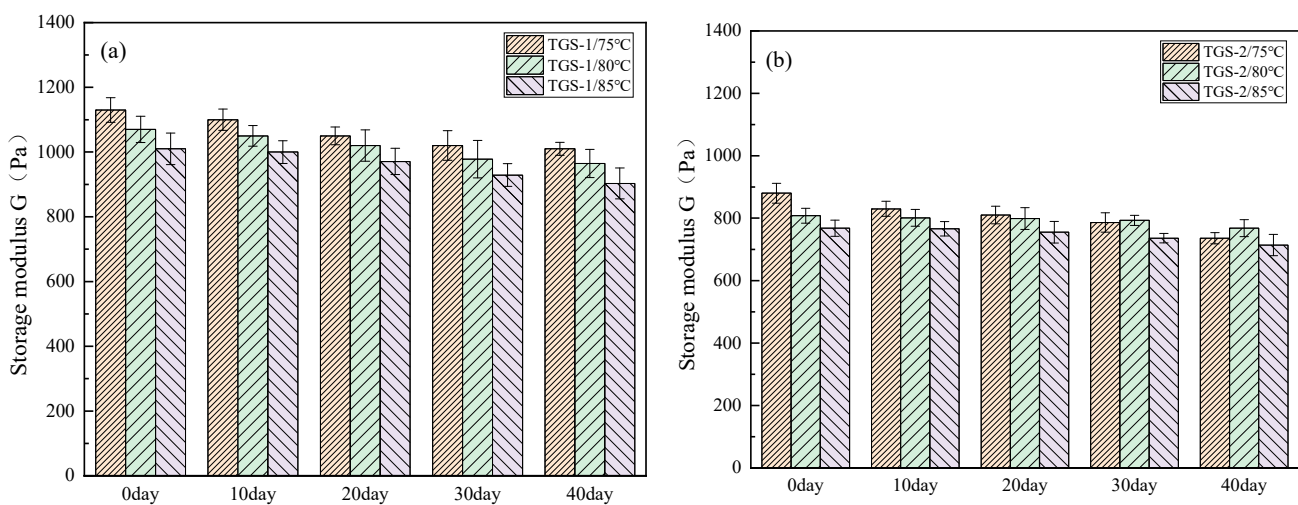 (a)
TGS-1/75℃
TGS-1/80℃
TGS-1/85℃
Storage modulus G（Pa）
1400
1200
1000
800
600
400
200
0
0day 10day 20day 30day 40day
(b)
TGS-2/75℃
TGS-2/80℃
TGS-2/85℃
Storage modulus G（Pa）
1400
1200
1000
800
600
400
200
0
0day 10day 20day 30day 40day